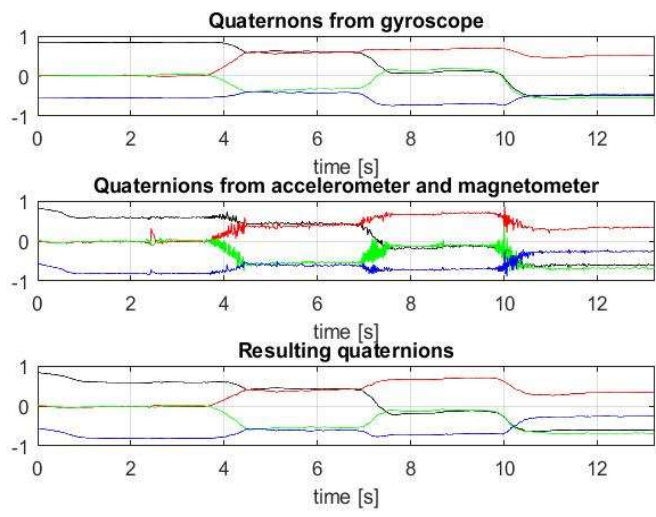 Quaternons from gyroscope
1
0
-1
0 2 4 6 8 10 12
time [s]
Quaternions from accelerometer and magnetometer
1
0
-1
0 2 4 6 8 10 12
time [s]
Resulting quaternions
1
0
-1
0 2 4 6 8 10 12
time [s]